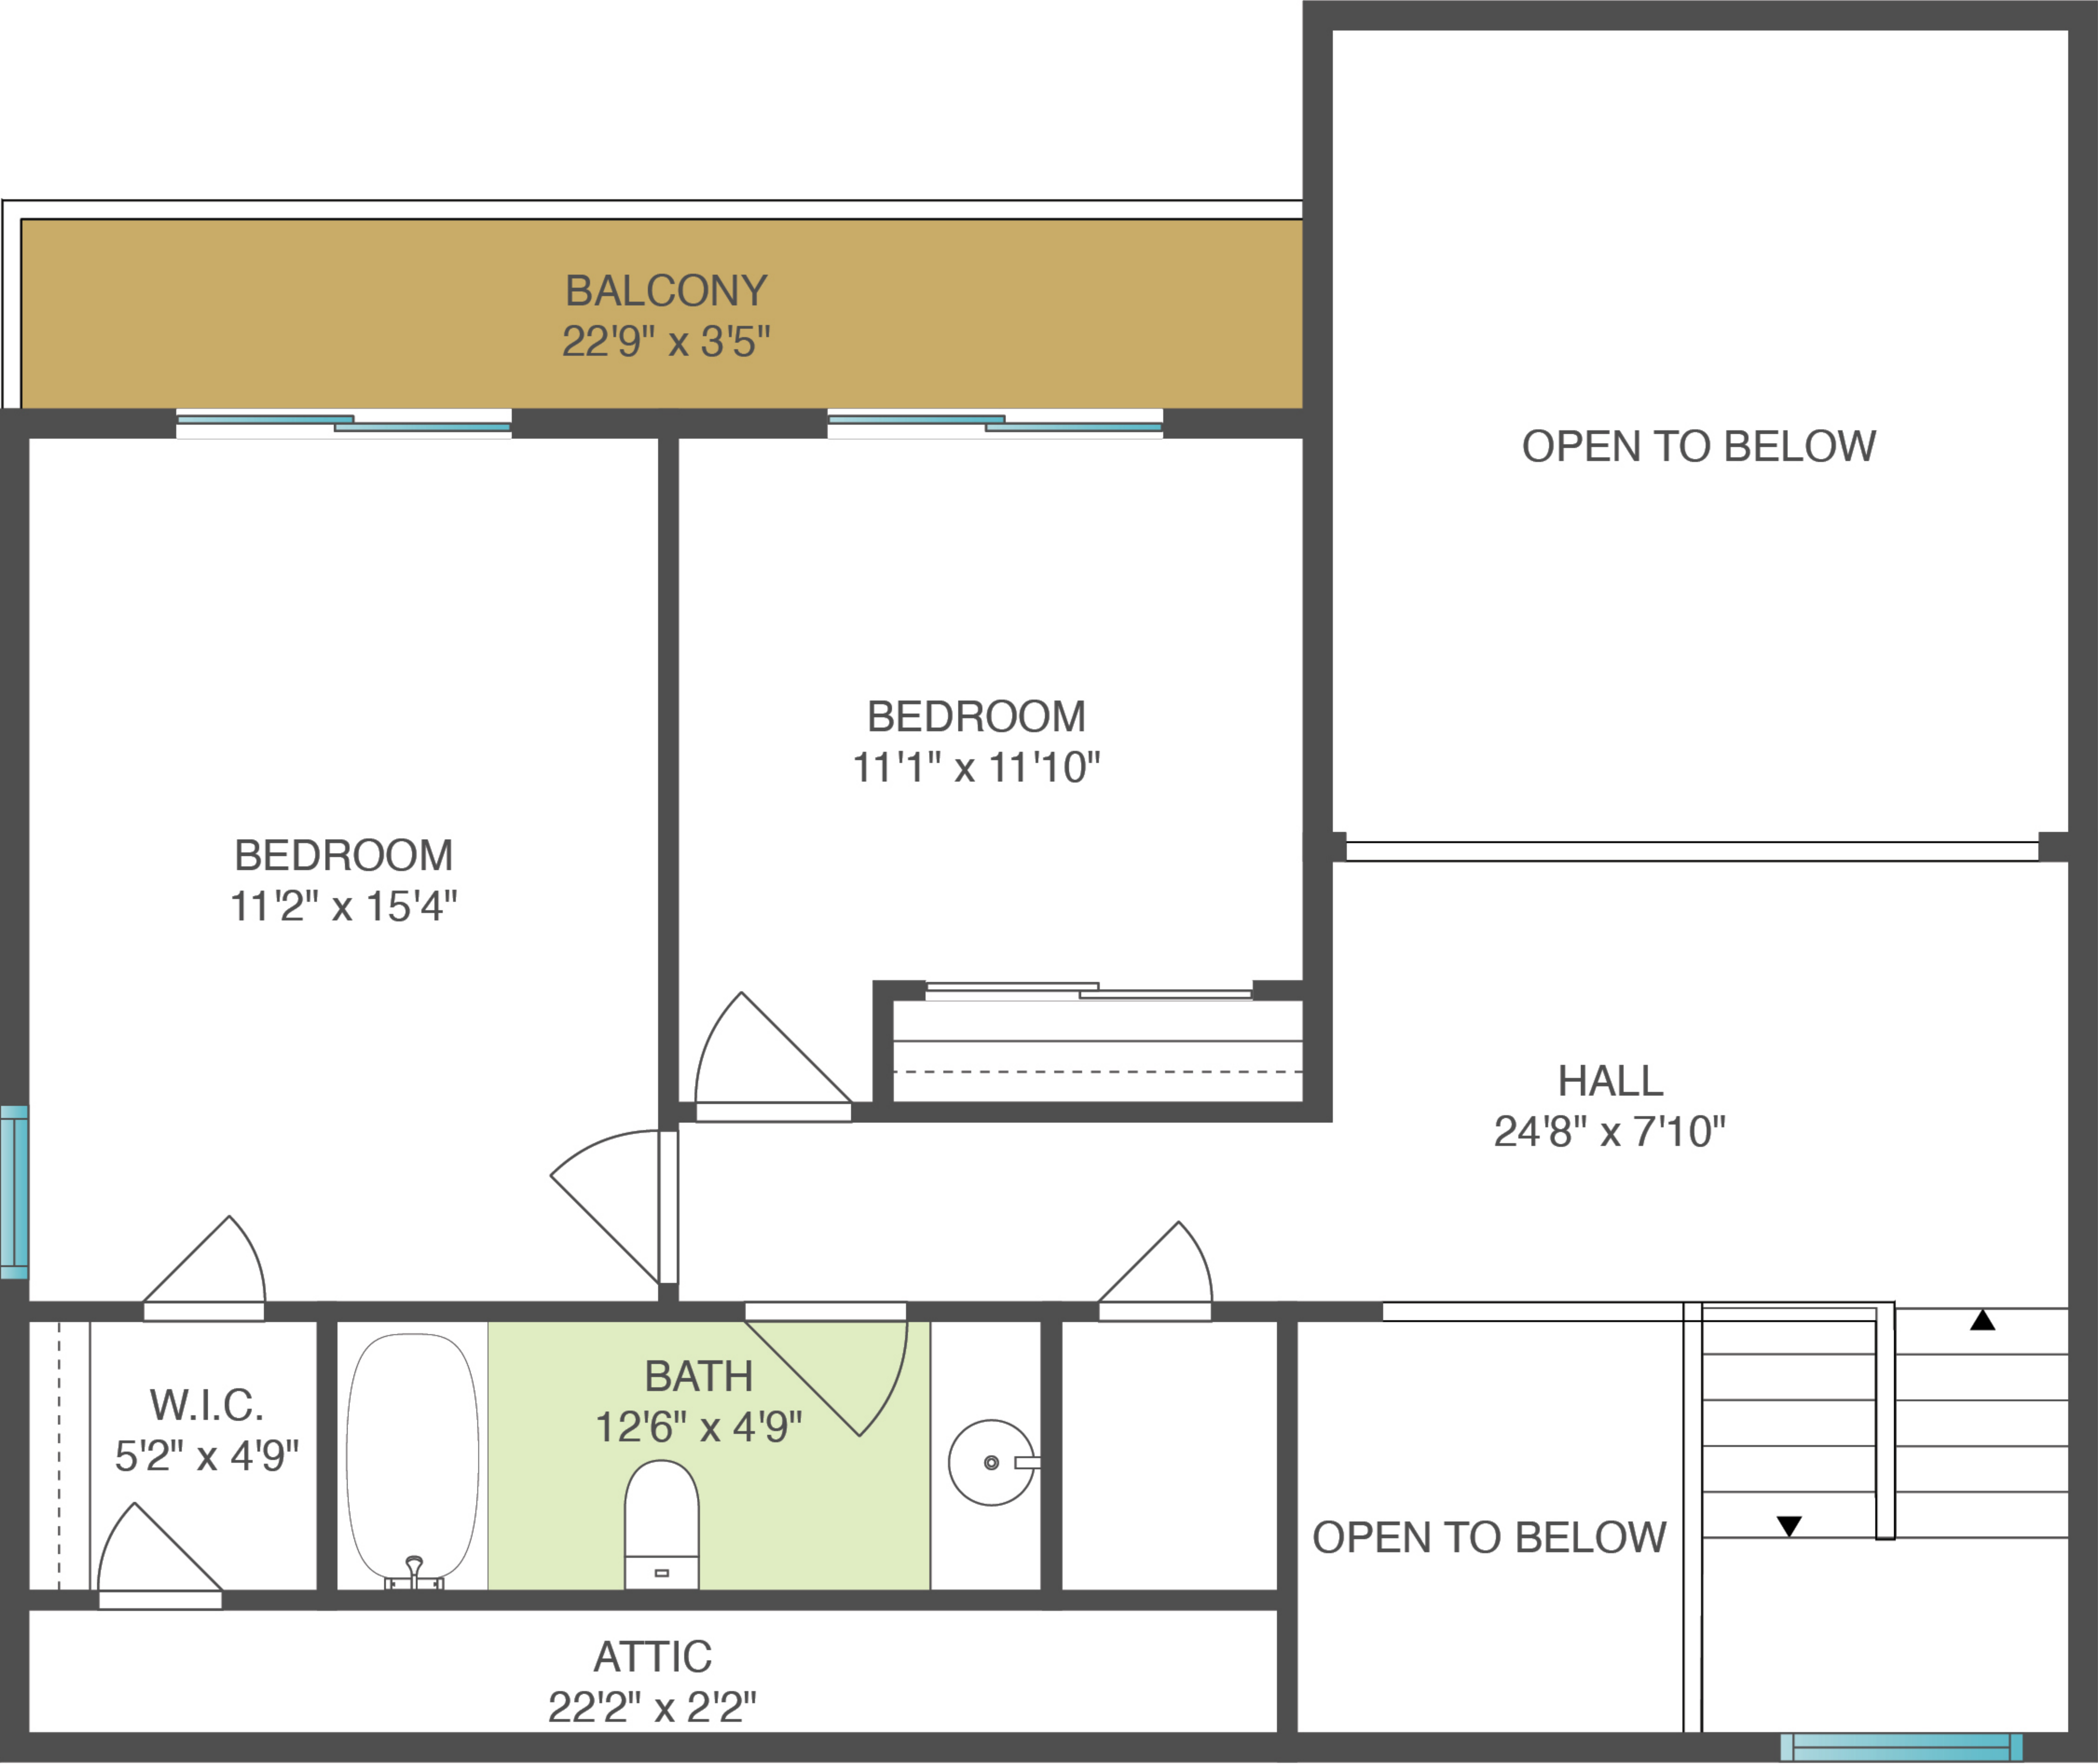 BALCONY
22'9" x 3'5"
OPEN TO BELOW
BEDROOM
11'1" x 11'10"
BEDROOM
11'2" x 15'4"
HALL
24'8" x 7'10"
BATH
12'6" x 4'9"
W.I.C.
5'2" x 4'9"
OPEN TO BELOW
ATTIC
22'2" x 2'2"